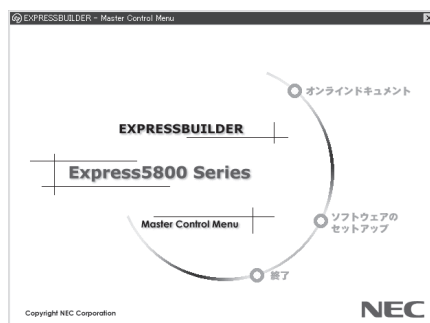 EXPRESSBUILDER - Master Control Menu
オンラインドキュメント
EXPRESSBUILDER
Express5800 Series
Master Control Menu
ソフトウェアの
セットアップ
終了
Copyright NEC Corporation
NEC